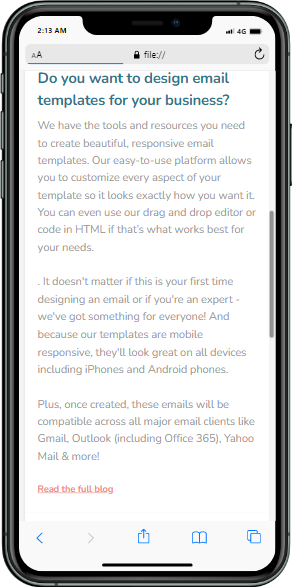 2:13 AM
4G
AA
file://
Do you want to design email
templates for your business?
We have the tools and resources you need
to create beautiful, responsive email
templates. Our easy-to-use platform allows
you to customize every aspect of your
template so it looks exactly how you want it.
You can even use our drag and drop editor or
code in HTML if that's what works best for
your needs.
. It doesn't matter if this is your first time
designing an email or if you're an expert -
we've got something for everyone! And
because our templates are mobile
responsive, they'll look great on all devices
including iPhones and Android phones.
Plus, once created, these emails will be
compatible across all major email clients like
Gmail, Outlook (including Office 365), Yahoo
Mail & more!
Read the full blog